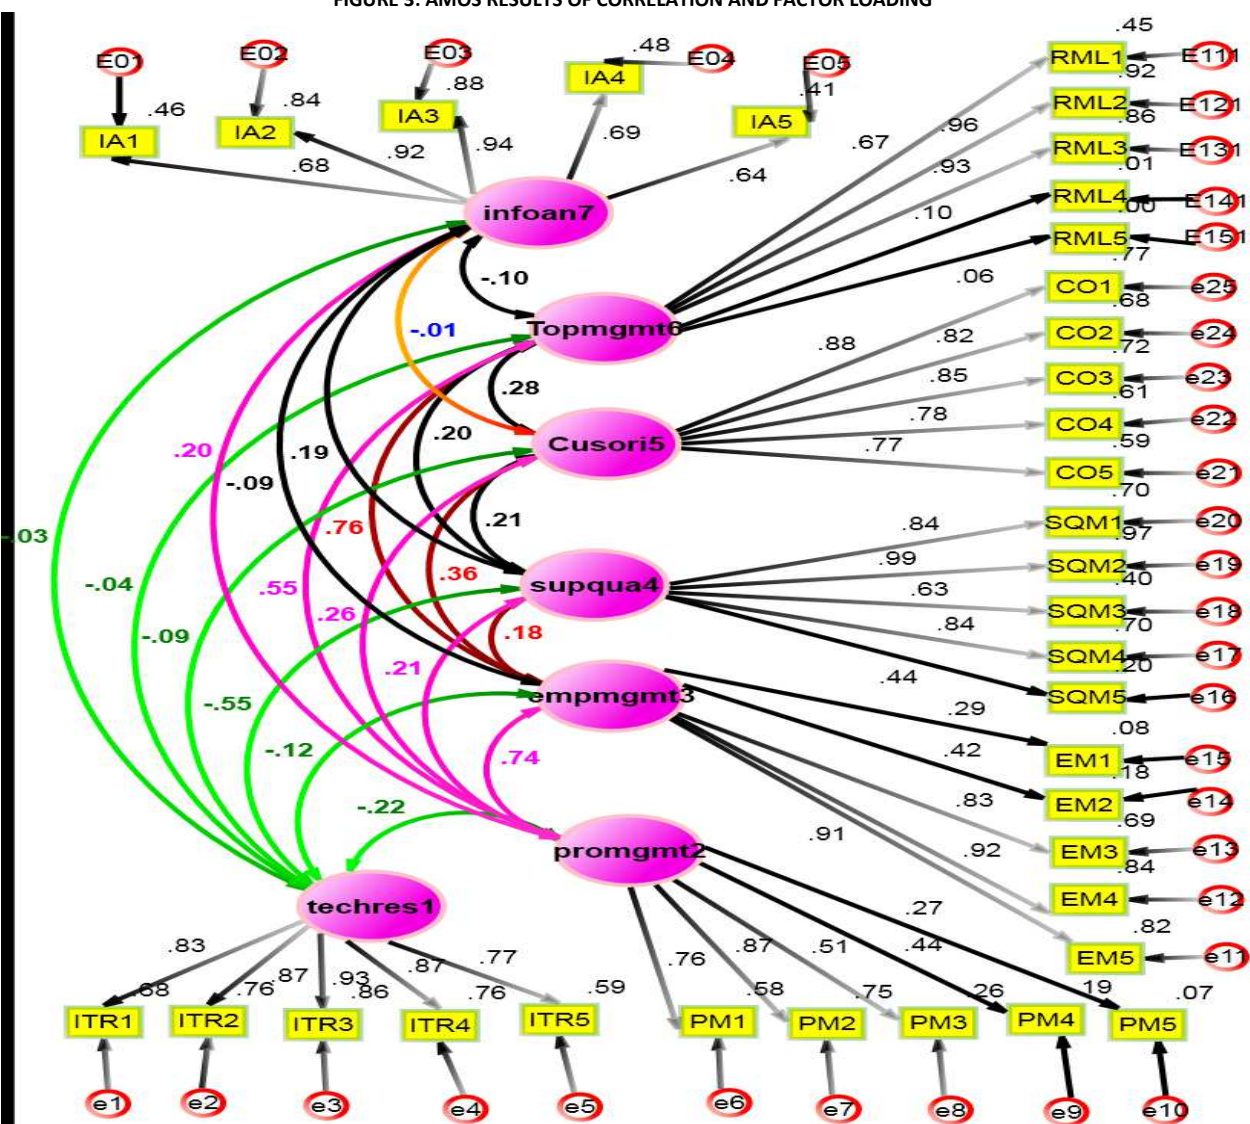 FIGURE 3: AMOS RESULTS OF CORRELATION AND FACTOR LOADING
.45
E01 E02 E03 .48 E04 E05 RML1 E111
.92
IA4 .88 .41
.46 .84 RML2 E121
.86
IA1 IA2 IA3 IA5 .67 .96 RML3 E131
.01
.68 .92 .94 .69 .64 .93 RML4 E141
.00
infoan7 .10 RML5 E151
.77
-.10 .06 CO1 e25
.68
-.01 Topmgmt6 .88 .82 CO2 e24
.72
.28 .85 CO3 e23
.61
.20 .78 CO4 e22
.59
.20 .19 Cusori5 .77 CO5 e21
.70
-.09 .76 .21 .84 SQM1 e20
.97
-.03 .99 SQM2 e19
.40
-.04 .55 .36 supqua4 .63 SQM3 e18
.70
-.09 .26 .18 .84 SQM4 e17
.20
.21 .44 SQM5 e16
-.55 empmgmt3 .29 .08
-.12 .74 .42 EM1 e15
.18
-.22 .83 EM2 e14
.69
promgmt2 .91 .92 EM3 e13
.84
techres1 .27 EM4 e12
.82
.83 .87 .93 .87 .77 .76 .87 .51 .44 EM5 e11
.68 .76 .86 .76 .59 .58 .75 .26 .19 .07
ITR1 ITR2 ITR3 ITR4 ITR5 PM1 PM2 PM3 PM4 PM5
e1 e2 e3 e4 e5 e6 e7 e8 e9 e10